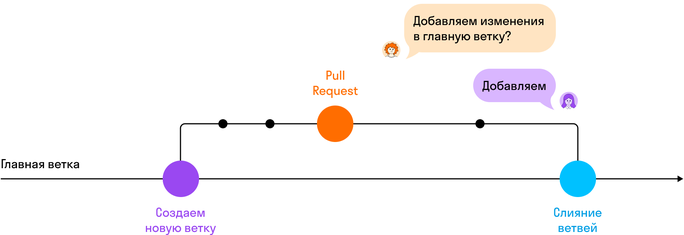 Добавляем изменения
в главную ветку?
Pull
Request
Добавляем
Главная ветка
Создаем
новую ветку
Слияние
ветвей